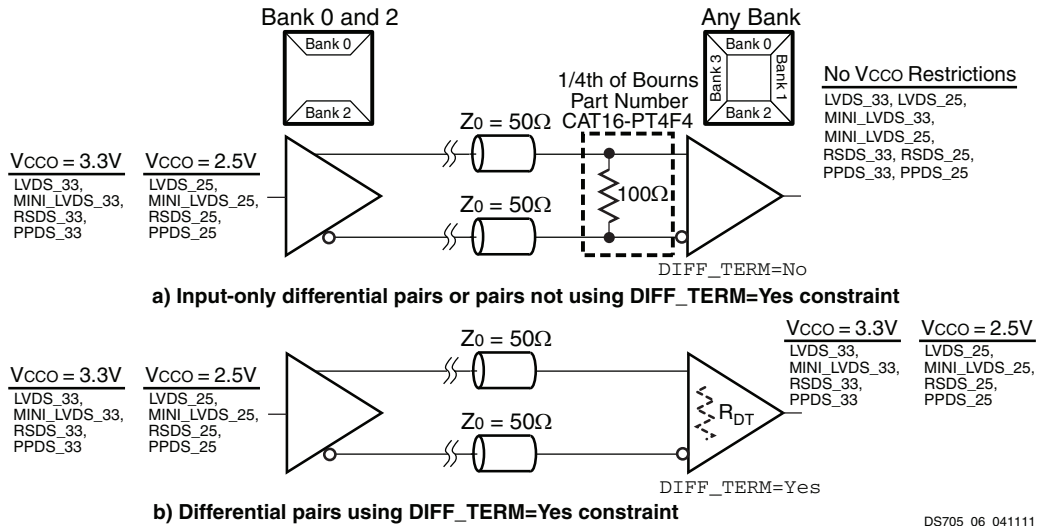 Bank 0 and 2
Bank 0
Bank 2
Any Bank
Bank 0
Bank 3
Bank 1
Bank 2
1/4th of Bourns
Part Number
CAT16-PT4F4
No VCCO Restrictions
LVDS_33, LVDS_25,
MINI_LVDS_33,
MINI_LVDS_25,
RSDS_33, RSDS_25,
PPDS_33, PPDS_25
VCCO = 3.3V
LVDS_33,
MINI_LVDS_33,
RSDS_33,
PPDS_33
VCCO = 2.5V
LVDS_25,
MINI_LVDS_25,
RSDS_25,
PPDS_25
Z0 = 50Ω
Z0 = 50Ω
100Ω
DIFF_TERM=No
a) Input-only differential pairs or pairs not using DIFF_TERM=Yes constraint
VCCO = 3.3V
LVDS_33,
MINI_LVDS_33,
RSDS_33,
PPDS_33
VCCO = 2.5V
LVDS_25,
MINI_LVDS_25,
RSDS_25,
PPDS_25
Z0 = 50Ω
Z0 = 50Ω
RDT
VCCO = 3.3V
LVDS_33,
MINI_LVDS_33,
RSDS_33,
PPDS_33
VCCO = 2.5V
LVDS_25,
MINI_LVDS_25,
RSDS_25,
PPDS_25
DIFF_TERM=Yes
b) Differential pairs using DIFF_TERM=Yes constraint
DS705_06_041111